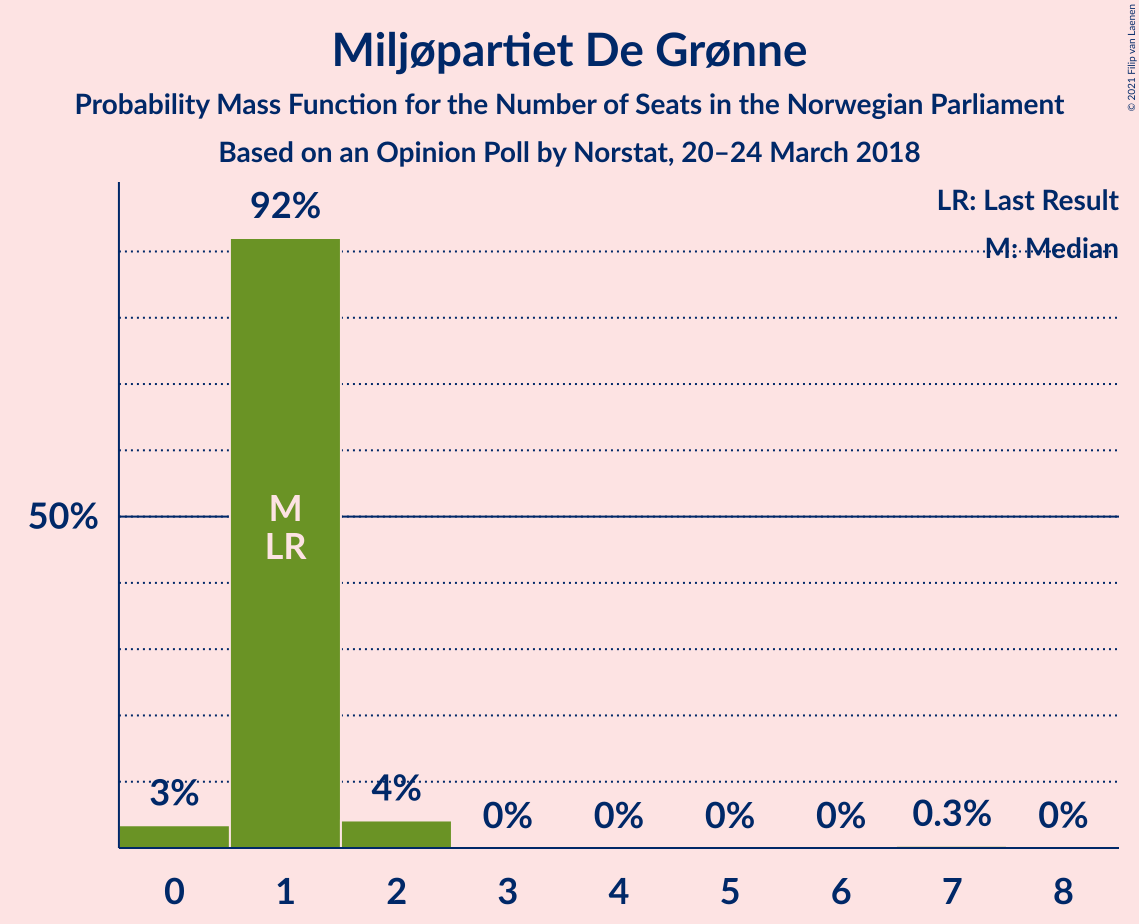 Miljøpartiet De Grønne
Probability Mass Function for the Number of Seats in the Norwegian Parliament
Based on an Opinion Poll by Norstat, 20–24 March 2018
© 2021 Filip van Laenen
LR: Last Result
M: Median
92%
50%
M
LR
3%
4%
0%
0%
0%
0%
0.3%
0%
0
1
2
3
4
5
6
7
8